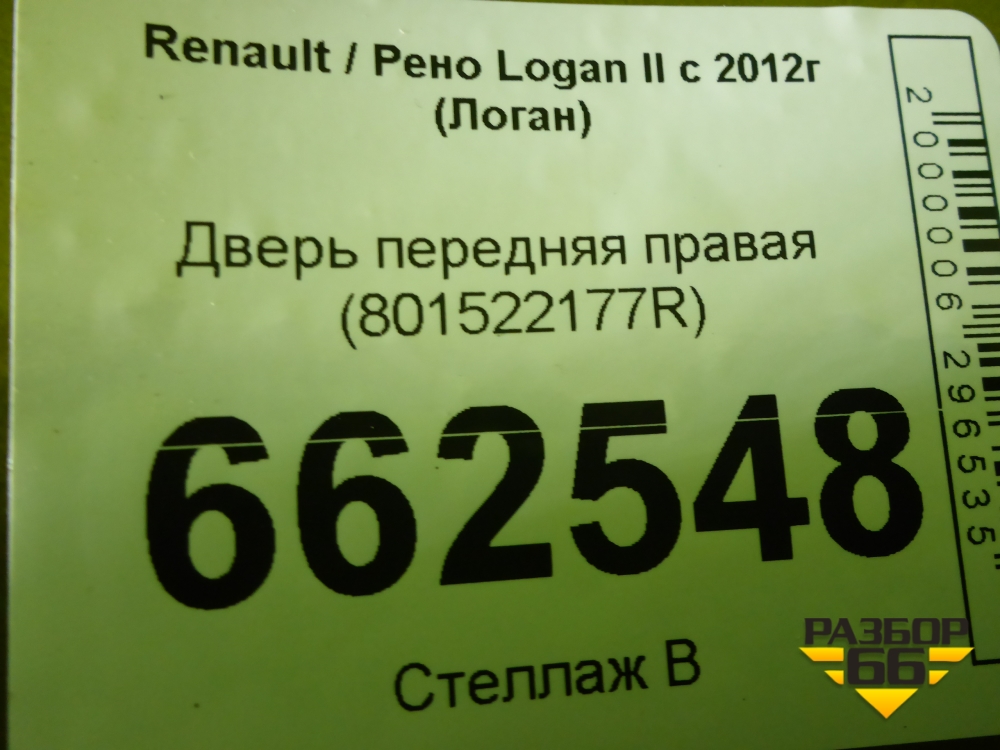 Renault / Рено Logan II с 2012г
(Логан)
Дверь передняя правая
(801522177R)
662548
Стеллаж В
2000006296535
РАЗБОР
66